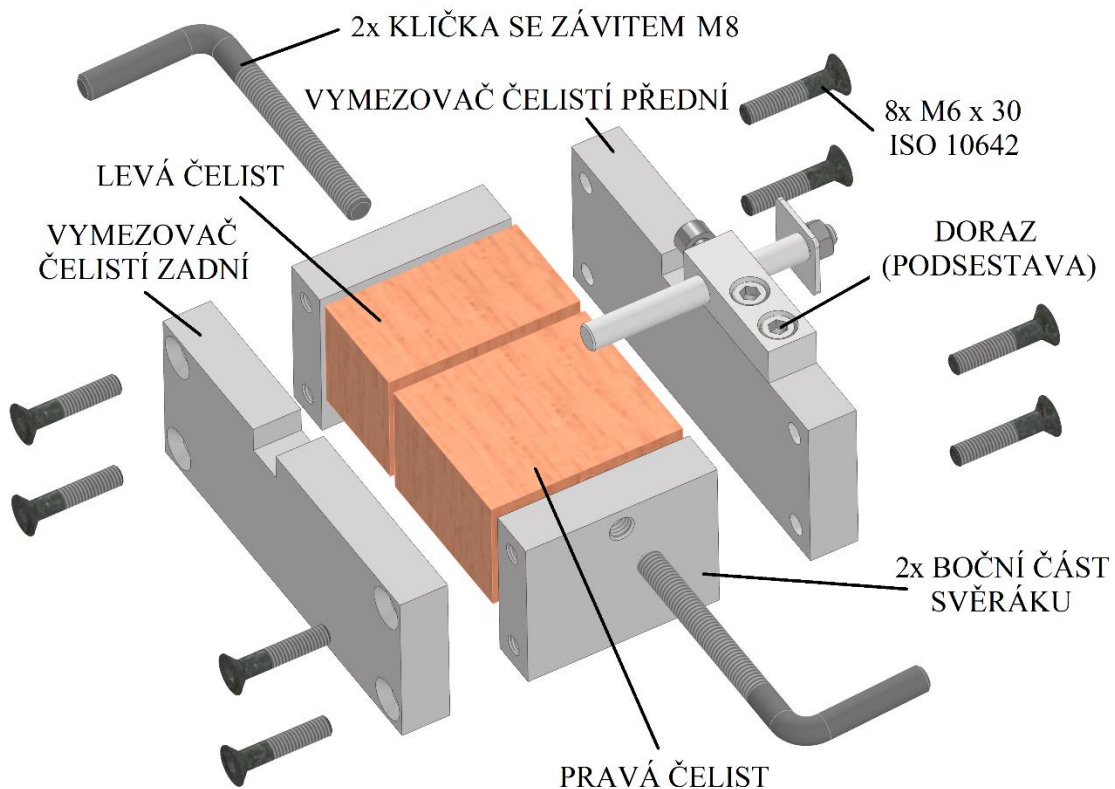 2x KLIČKA SE ZÁVITEM M8
VYMEZOVAČ ČELISTÍ PŘEDNÍ
8x M6 x 30
ISO 10642
LEVÁ ČELIST
VYMEZOVAČ
ČELISTÍ ZADNÍ
DORAZ
(PODSESTAVA)
2x BOČNÍ ČÁST
SVĚRÁKU
PRAVÁ ČELIST